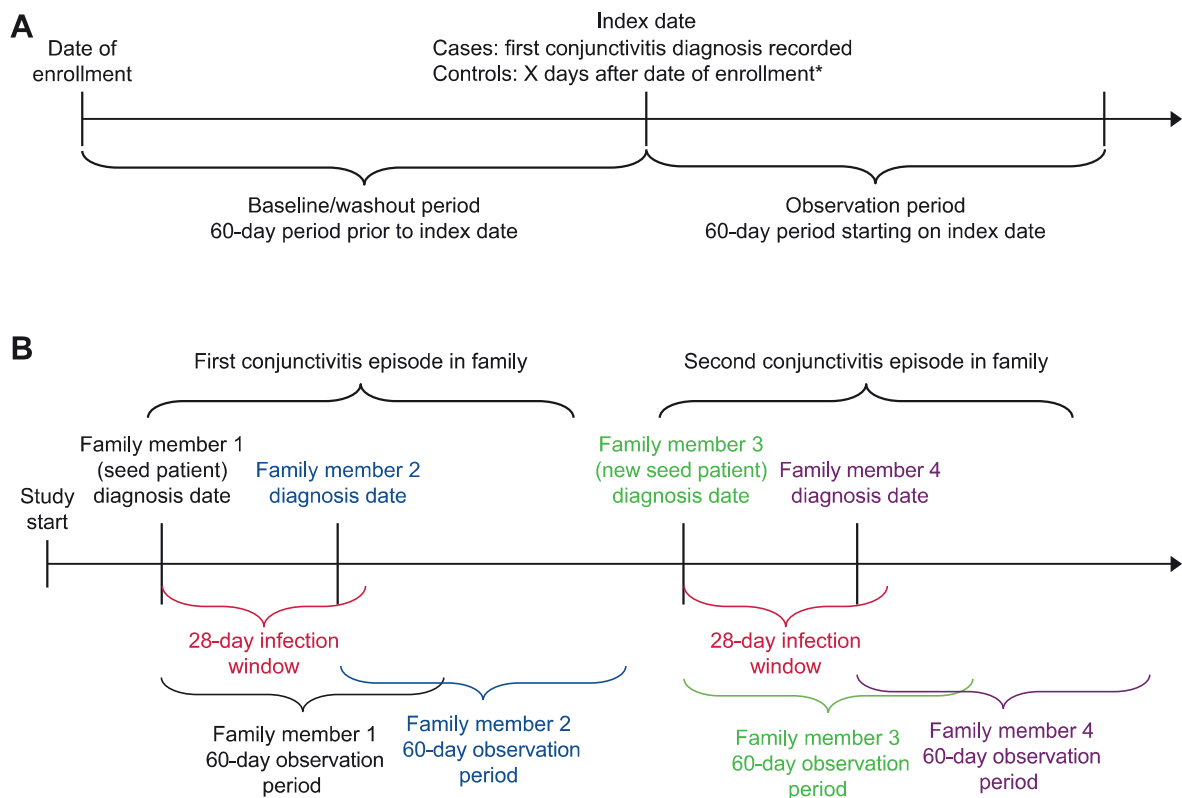 A
Date of
enrollment
Index date
Cases: first conjunctivitis diagnosis recorded
Controls: X days after date of enrollment*
Baseline/washout period
60-day period prior to index date
Observation period
60-day period starting on index date
B
First conjunctivitis episode in family
Second conjunctivitis episode in family
Study
start
Family member 1
(seed patient)
diagnosis date
Family member 2
diagnosis date
Family member 3
(new seed patient)
diagnosis date
Family member 4
diagnosis date
28-day infection
window
28-day infection
window
Family member 1
60-day observation
period
Family member 2
60-day observation
period
Family member 3
60-day observation
period
Family member 4
60-day observation
period